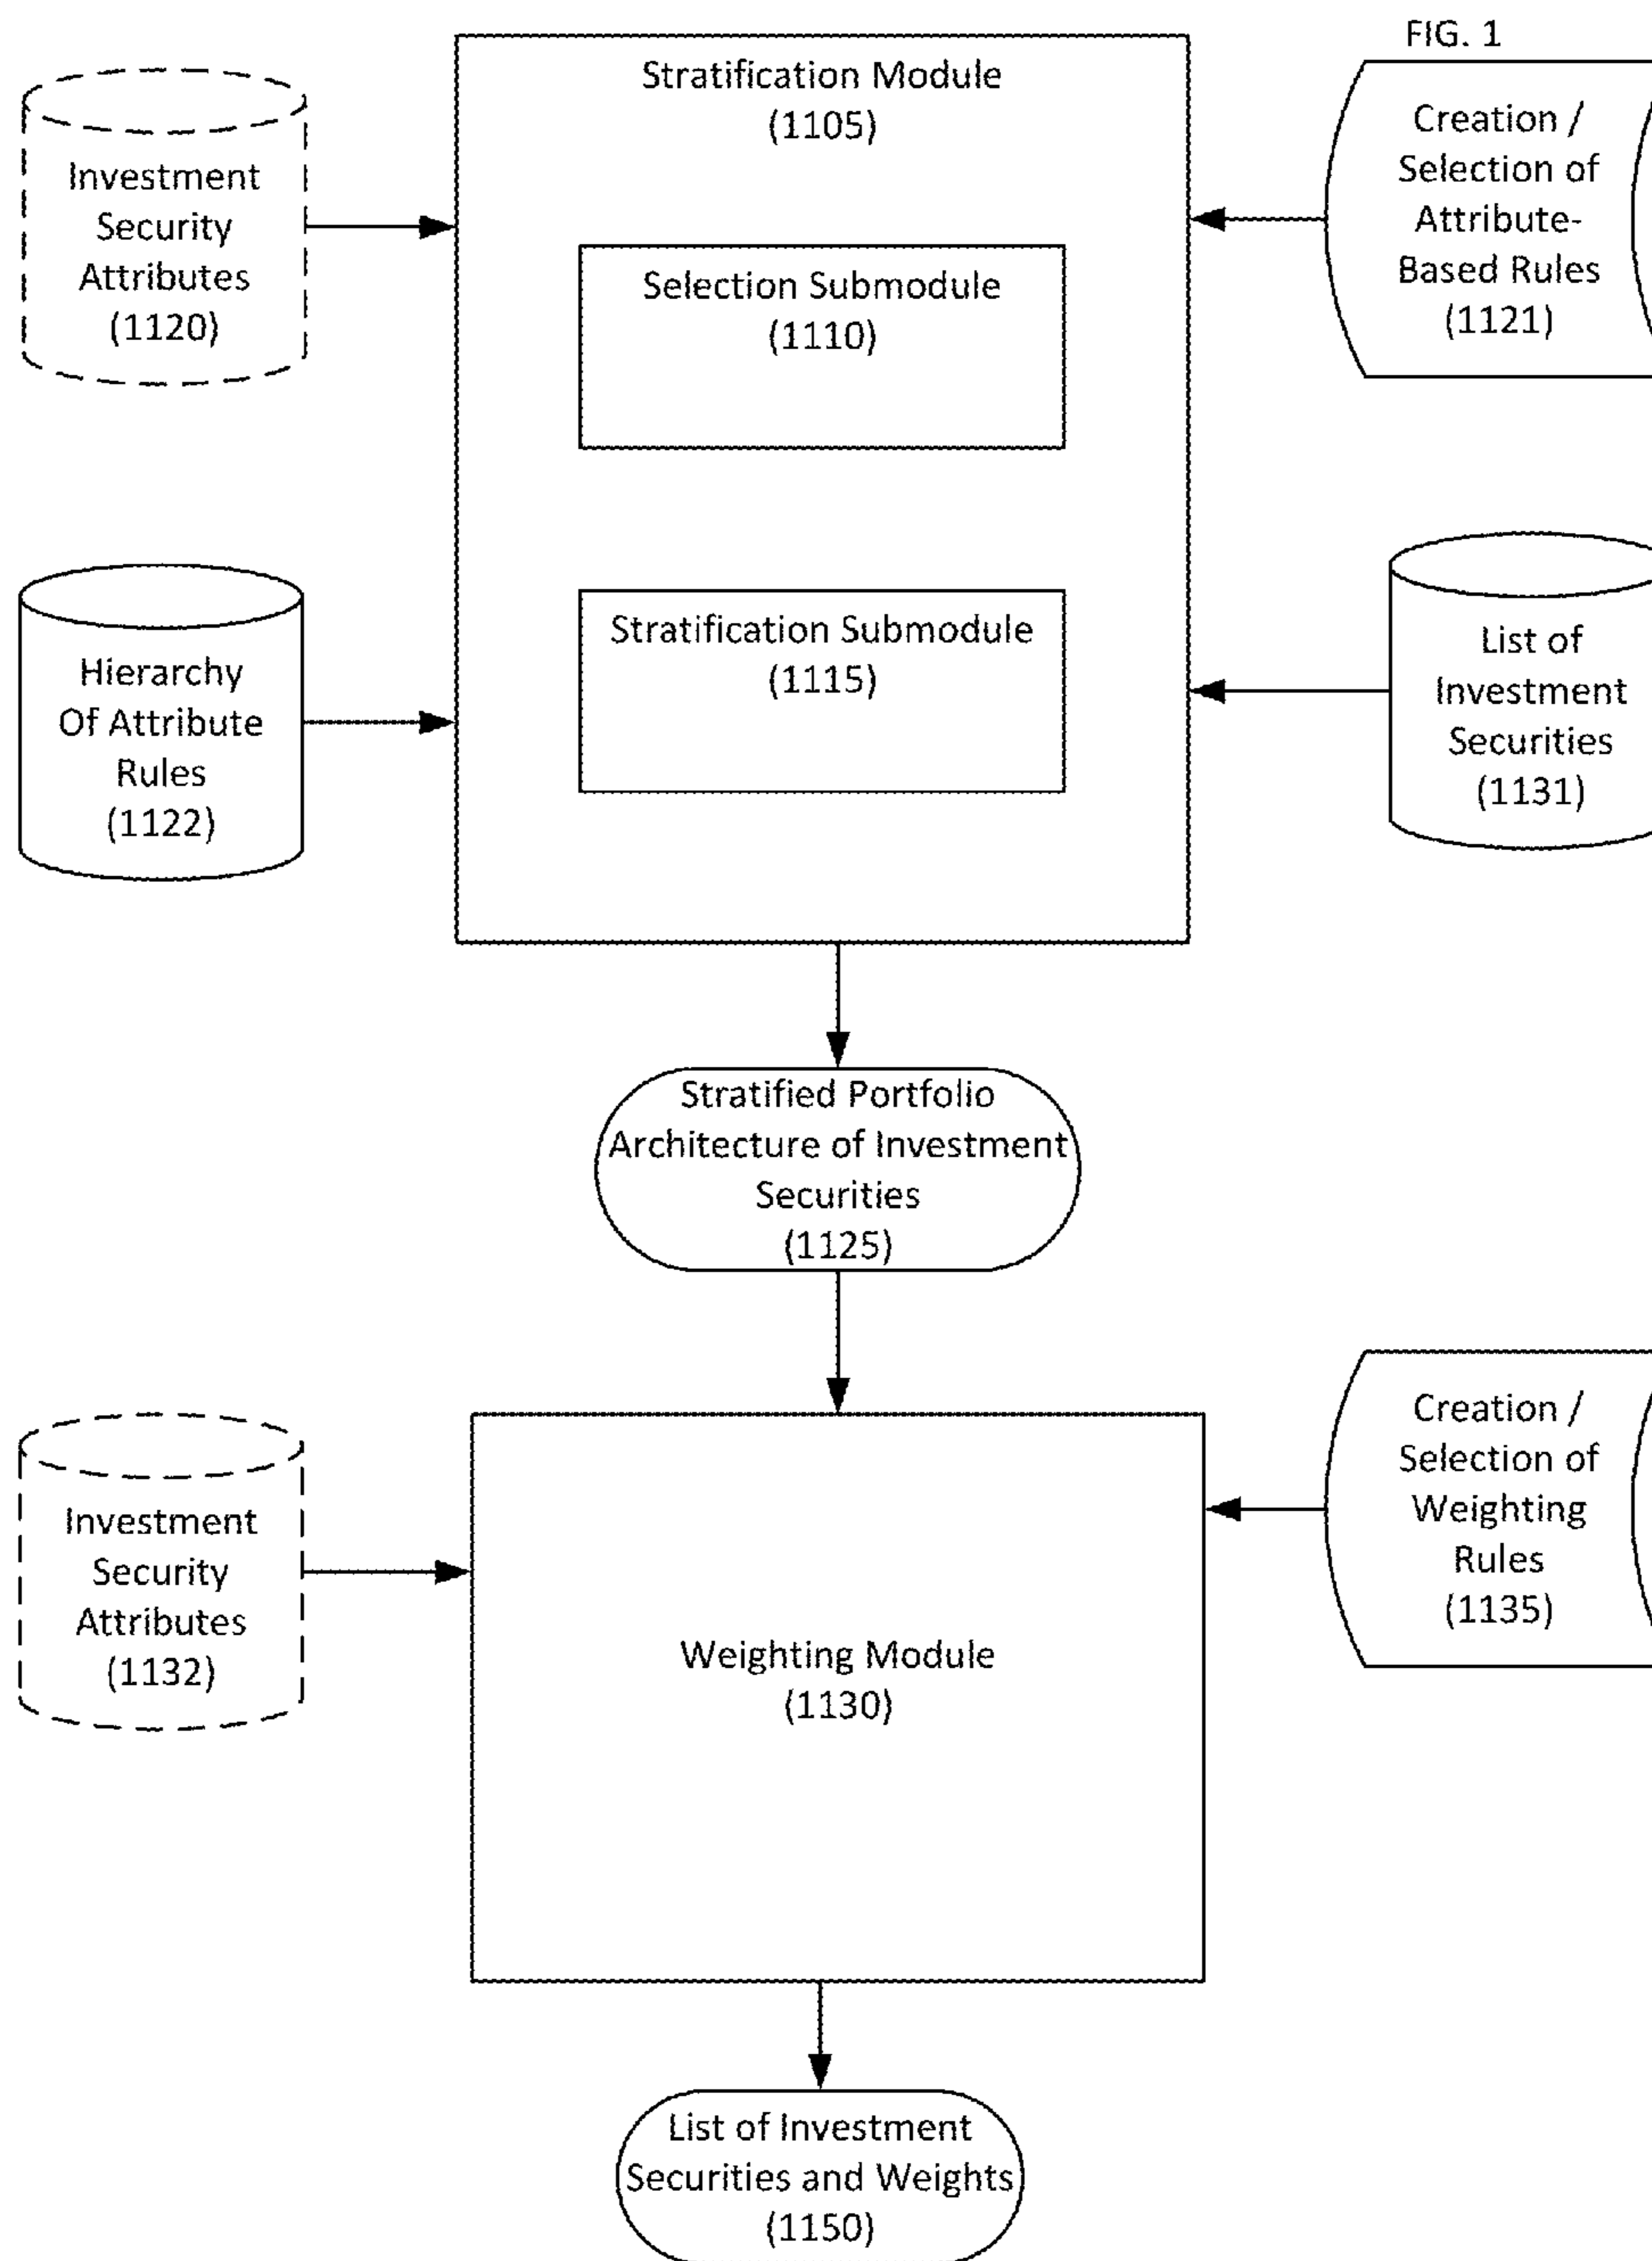 FIG. 1
Stratification Module
(1105)
Investment
Security
Attributes
(1120)
Creation /
Selection of
Attribute-
Based Rules
(1121)
Selection Submodule
(1110)
Stratification Submodule
(1115)
Hierarchy
Of Attribute
Rules
(1122)
List of
Investment
Securities
(1131)
Stratified Portfolio
Architecture of Investment
Securities
(1125)
Investment
Security
Attributes
(1132)
Weighting Module
(1130)
Creation /
Selection of
Weighting
Rules
(1135)
List of Investment
Securities and Weights
(1150)